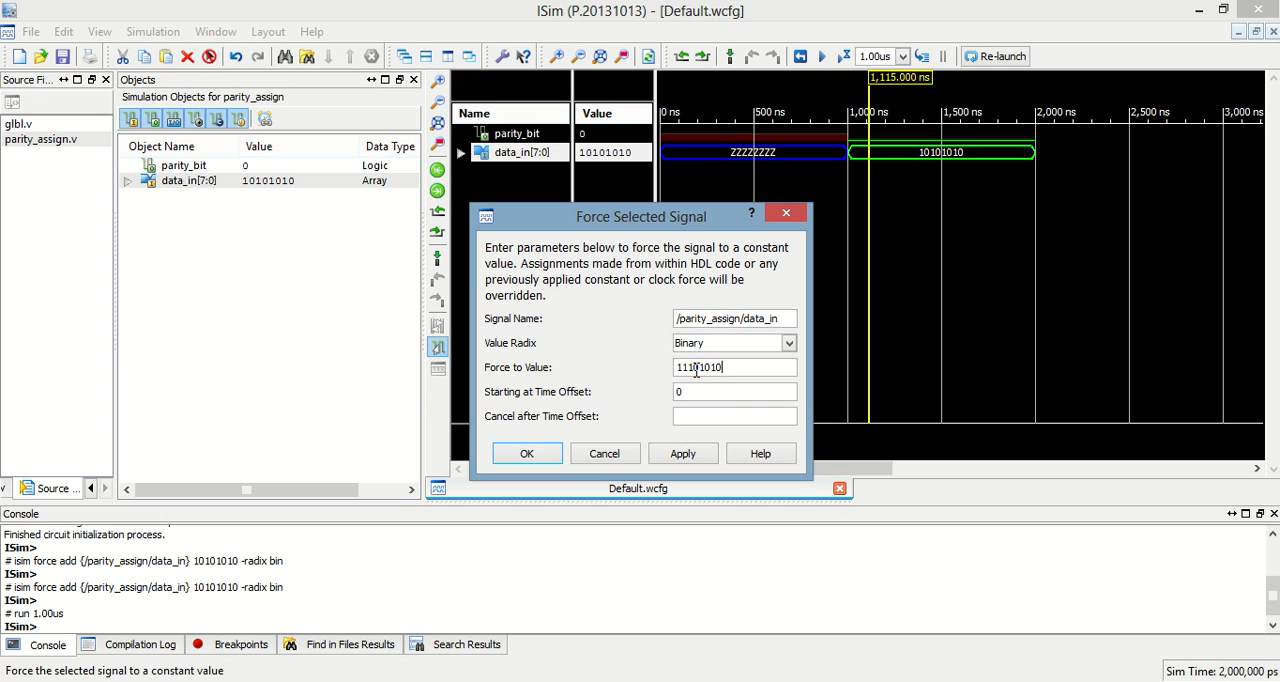 ISim (P.20131013) - [Default.wcfg]
File Edit View Simulation Window Layout Help
1.00us
Re-launch
Source Fi...
glbl.v
parity_assign.v
Source ...
Objects
Simulation Objects for parity_assign
Object Name Value Data Type
parity_bit 0 Logic
data_in[7:0] 10101010 Array
1,115.000 ns
Name Value
0 ns 500 ns 1,000 ns 1,500 ns 2,000 ns 3,000 ns
parity_bit 0
data_in[7:0] 10101010 ZZZZZZZZ 10101010
Force Selected Signal
Enter parameters below to force the signal to a constant
value. Assignments made from within HDL code or any
previously applied constant or clock force will be
overridden.
Signal Name: /parity_assign/data_in
Value Radix Binary
Force to Value: 11101010
Starting at Time Offset: 0
Cancel after Time Offset:
OK Cancel Apply Help
Default.wcfg
Console
Finished circuit initialization process.
ISim>
# isim force add {/parity_assign/data_in} 10101010 -radix bin
ISim>
# isim force add {/parity_assign/data_in} 10101010 -radix bin
ISim>
# run 1.00us
ISim>
Console Compilation Log Breakpoints Find in Files Results Search Results
Force the selected signal to a constant value
Sim Time: 2,000,000 ps